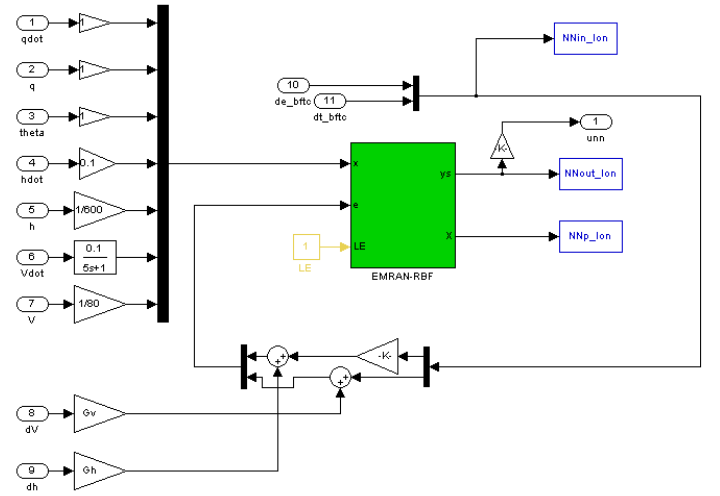 1
1
qdot
2
1
q
3
1
theta
4
0.1
hdot
5
1/600
h
6
0.1
5s+1
Vdot
7
1/80
V
8
Gv
dV
9
Gh
dh
10
de_bftc
11
dt_bftc
NNin_lon
1
unn
-K-
x
ys
e
LE
X
EMRAN-RBF
1
LE
NNout_lon
NNp_lon
-K-
+
+
+
+